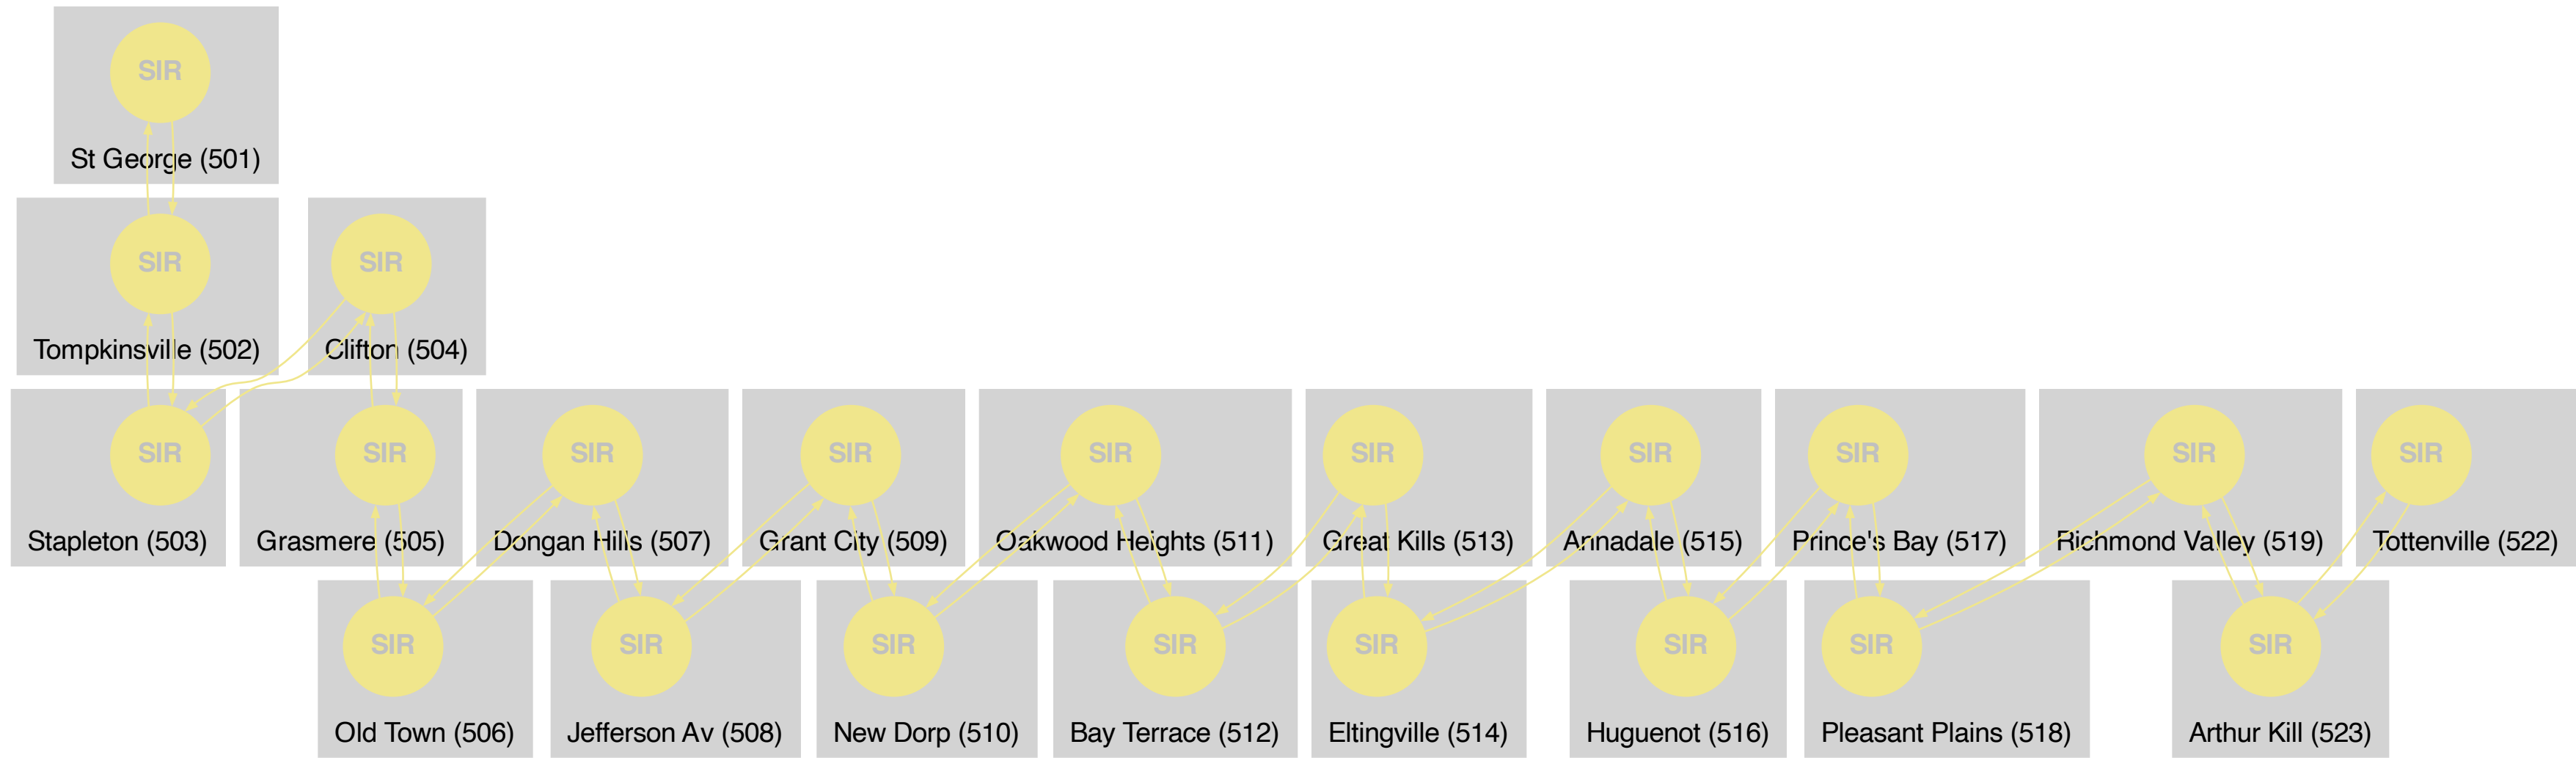 SIR
St George (501)
SIR
SIR
Tompkinsville (502)
Clifton (504)
SIR
SIR
SIR
SIR
SIR
SIR
SIR
SIR
SIR
SIR
Stapleton (503)
Grasmere (505)
Dongan Hills (507)
Grant City (509)
Oakwood Heights (511)
Great Kills (513)
Annadale (515)
Prince's Bay (517)
Richmond Valley (519)
Tottenville (522)
SIR
SIR
SIR
SIR
SIR
SIR
SIR
SIR
Old Town (506)
Jefferson Av (508)
New Dorp (510)
Bay Terrace (512)
Eltingville (514)
Huguenot (516)
Pleasant Plains (518)
Arthur Kill (523)